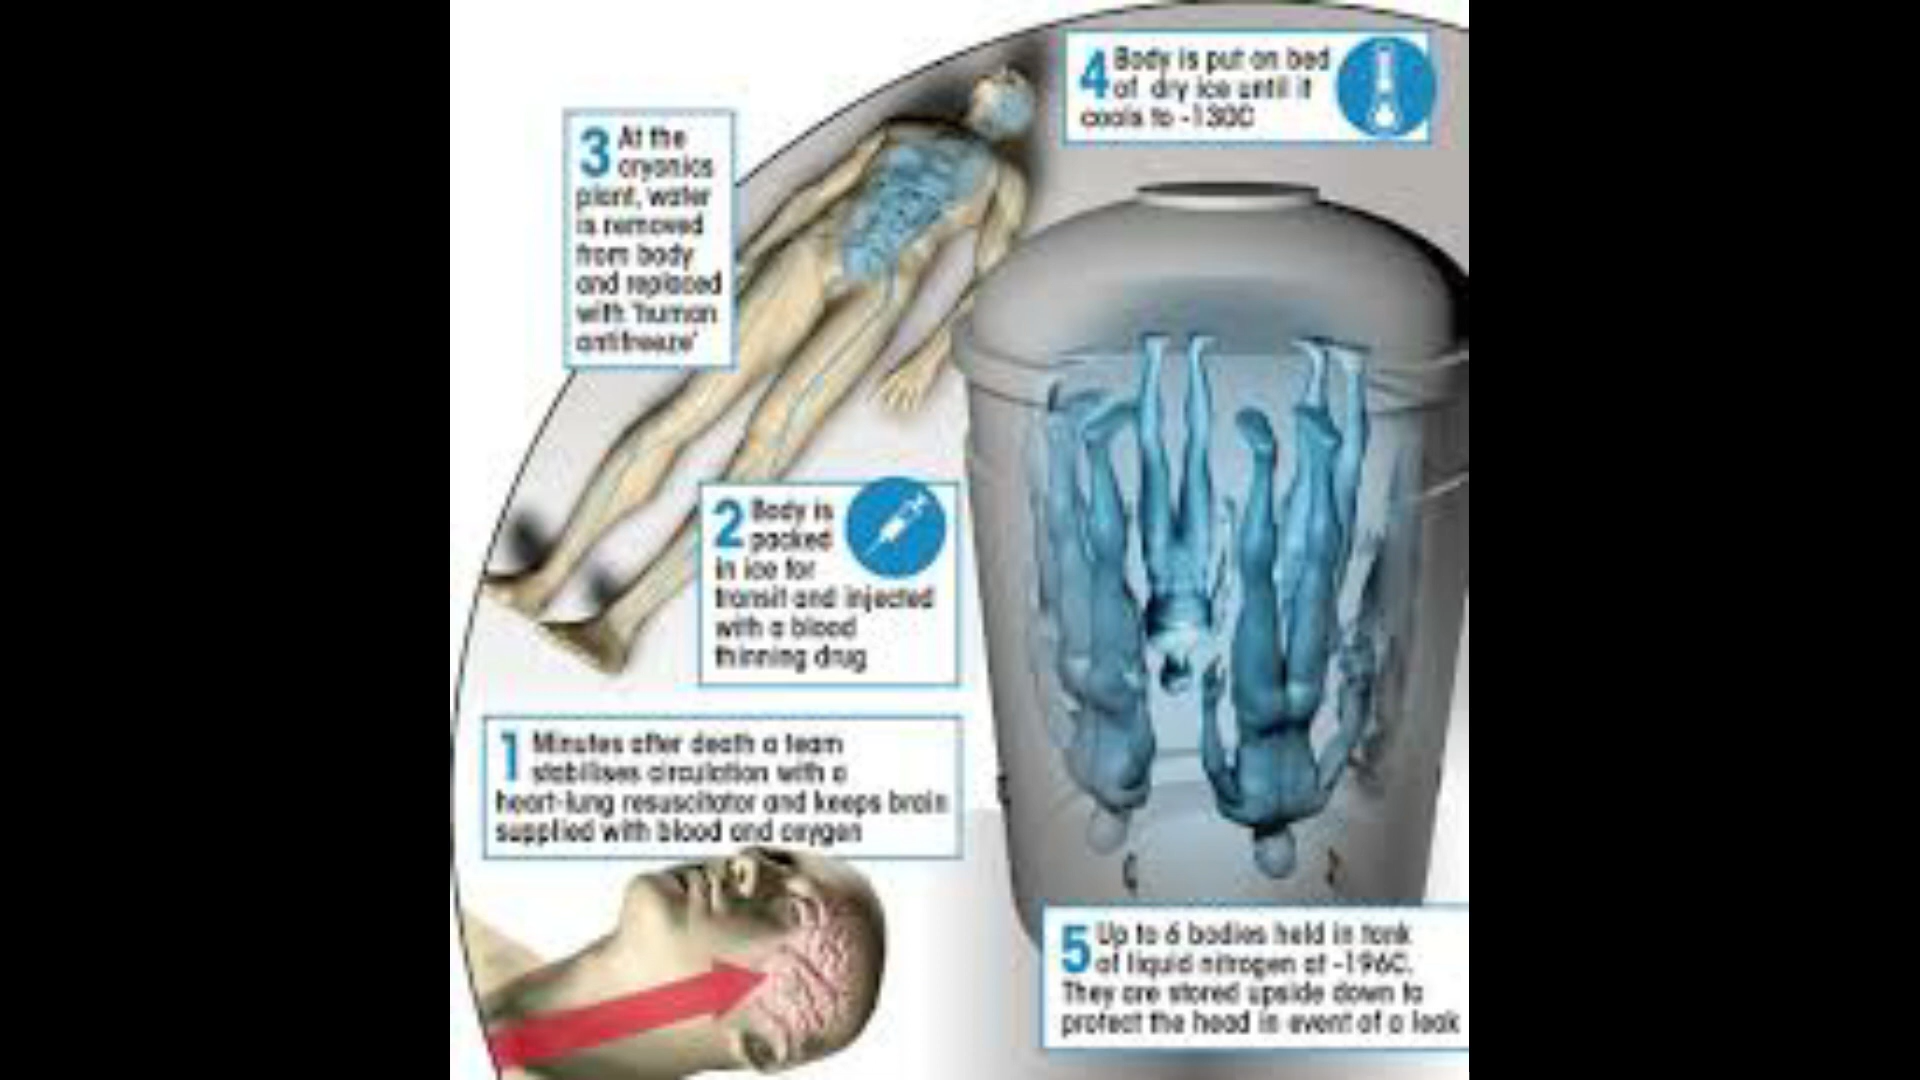 1 Minutes after death a team
stabilises circulation with a
heart-lung resuscitator and keeps brain
supplied with blood and oxygen
2 Body is
packed
in ice for
transit and injected
with a blood
thinning drug
3 At the
cryonics
plant, water
is removed
from body
and replaced
with 'human
antifreeze'
4 Body is put on bed
of dry ice until it
cools to -130C
5 Up to 6 bodies held in tank
of liquid nitrogen at -196C.
They are stored upside down to
protect the head in event of a leak